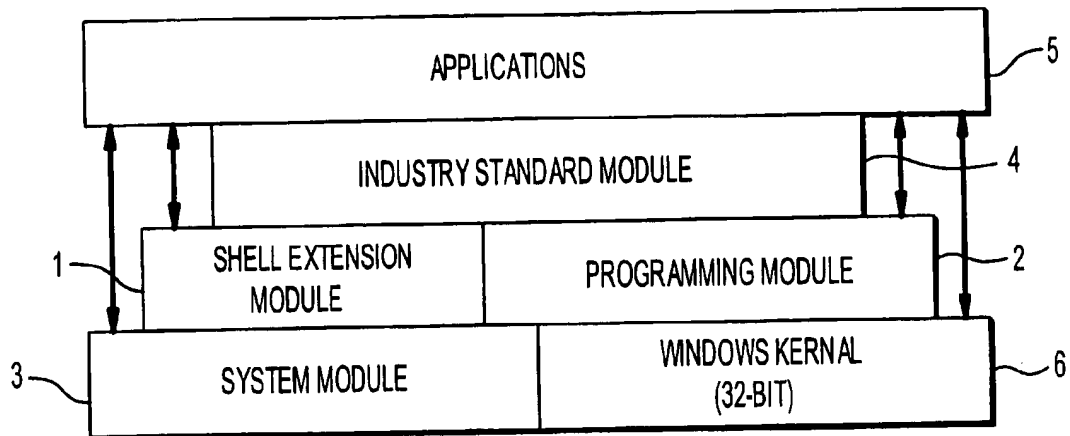 APPLICATIONS
5
INDUSTRY STANDARD MODULE
4
1
SHELL EXTENSION
MODULE
PROGRAMMING MODULE
2
3
SYSTEM MODULE
WINDOWS KERNAL
(32-BIT)
6